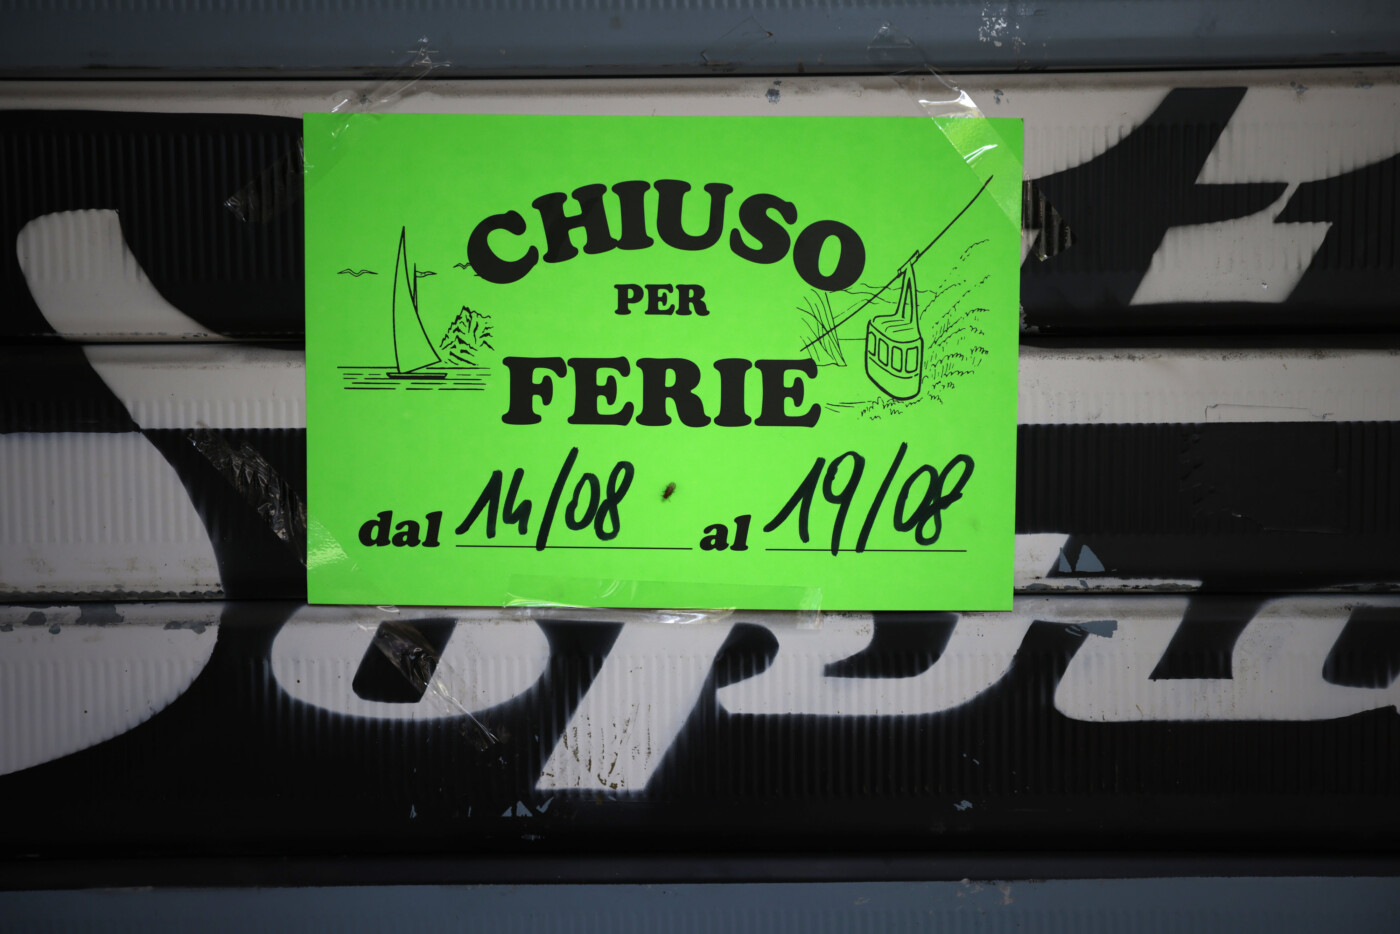 CHIUSO
PER
FERIE
dal 14/08 al 19/08